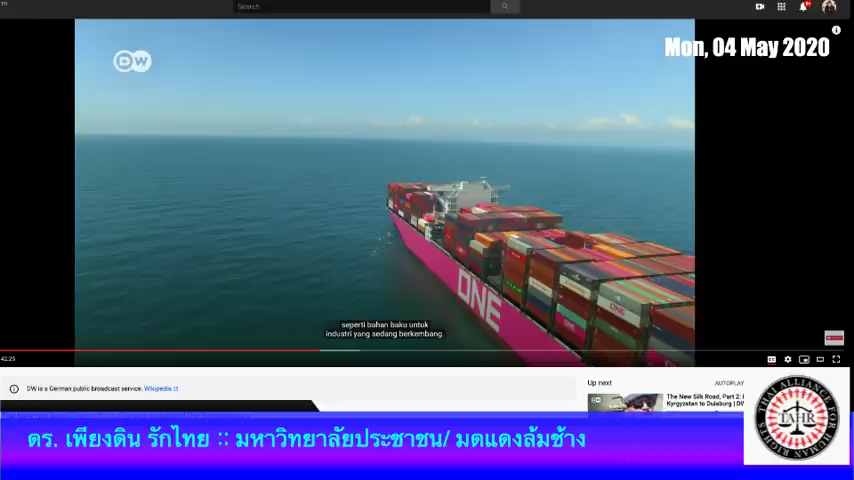 Search
Mon, 04 May 2020
DW
ONE
seperti bahan baku untuk
industri yang sedang berkembang.
42:25
DW is a German public broadcast service. Wikipedia
Up next
AUTOPLAY
The New Silk Road, Part 2:
Kyrgyzstan to Duisburg | DW
THAI ALLIANCE FOR HUMAN RIGHTS
TAHR
ดร. เพียงดิน รักไทย :: มหาวิทยาลัยประชาชน/ มดแดงล้มช้าง